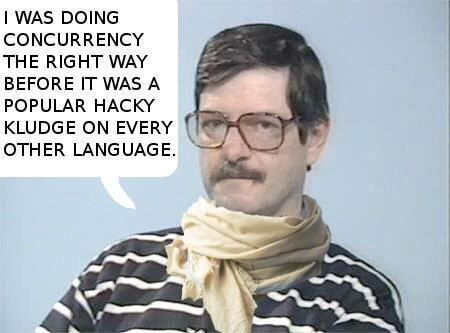 I WAS DOING
CONCURRENCY
THE RIGHT WAY
BEFORE IT WAS A
POPULAR HACKY
KLUDGE ON EVERY
OTHER LANGUAGE.